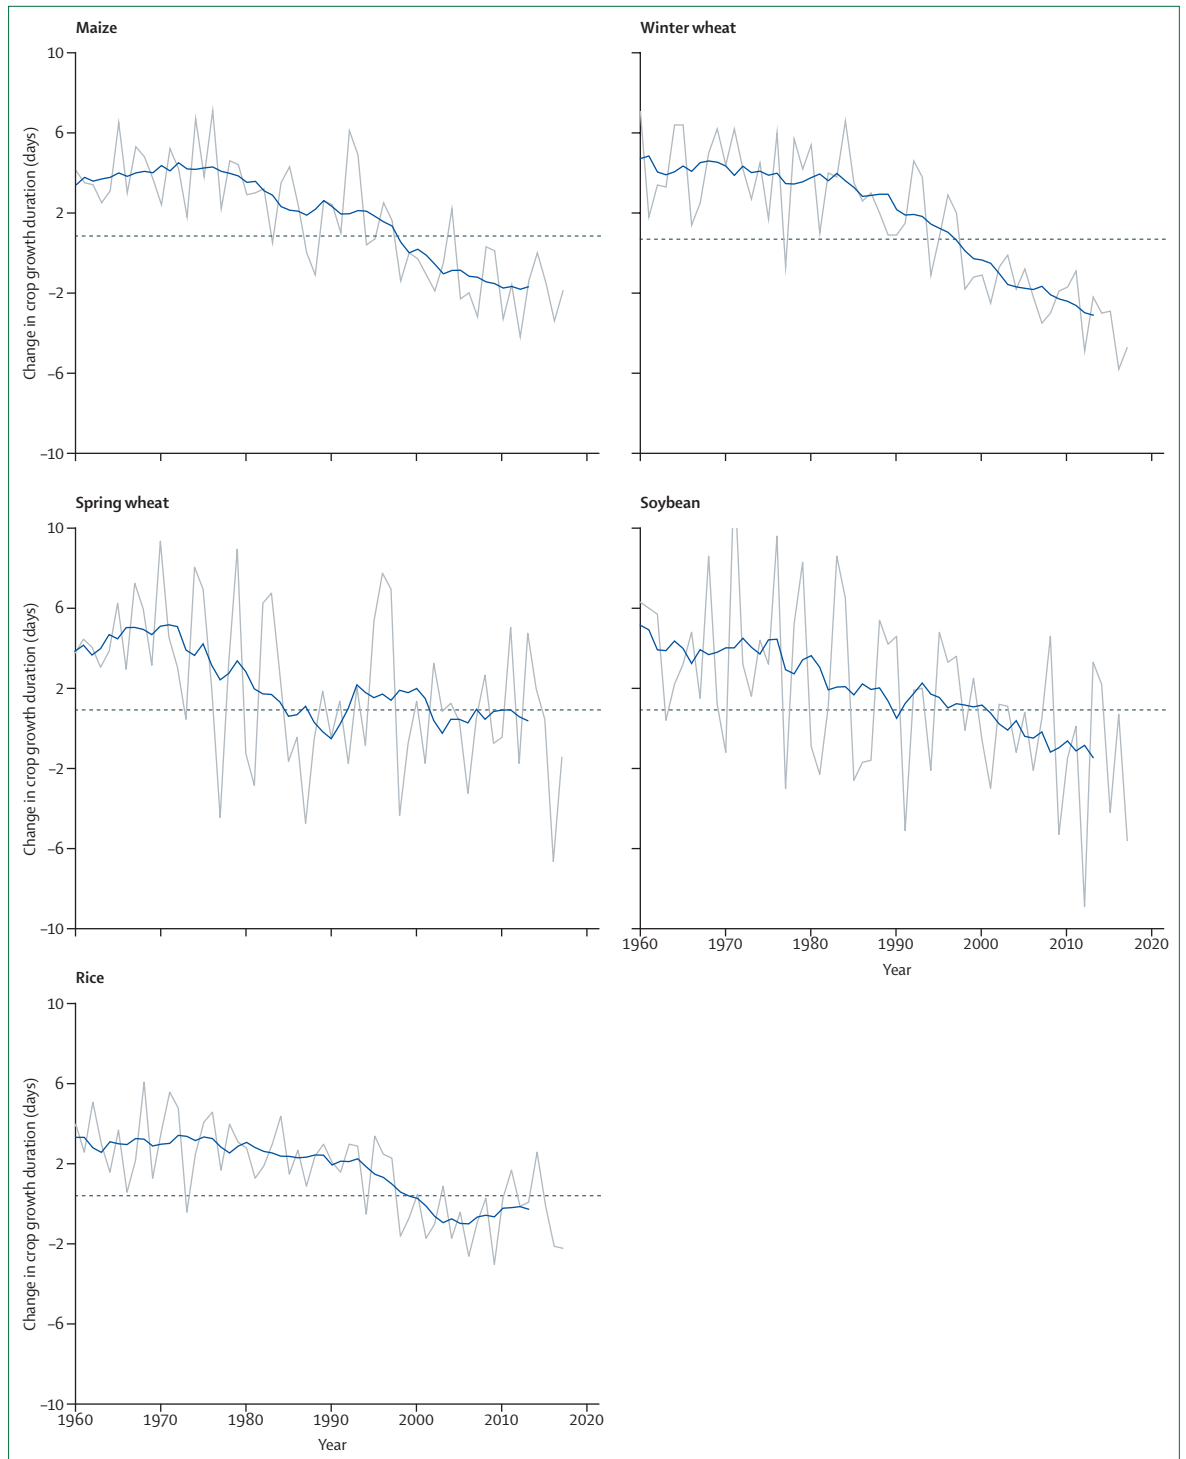 Maize
10
6
2
–2
–6
–10
Change in crop growth duration (days)
Winter wheat
Spring wheat
10
6
2
–2
–6
–10
Change in crop growth duration (days)
Soybean
1960 1970 1980 1990 2000 2010 2020
Year
Rice
10
6
2
–2
–6
–10
Change in crop growth duration (days)
1960 1970 1980 1990 2000 2010 2020
Year